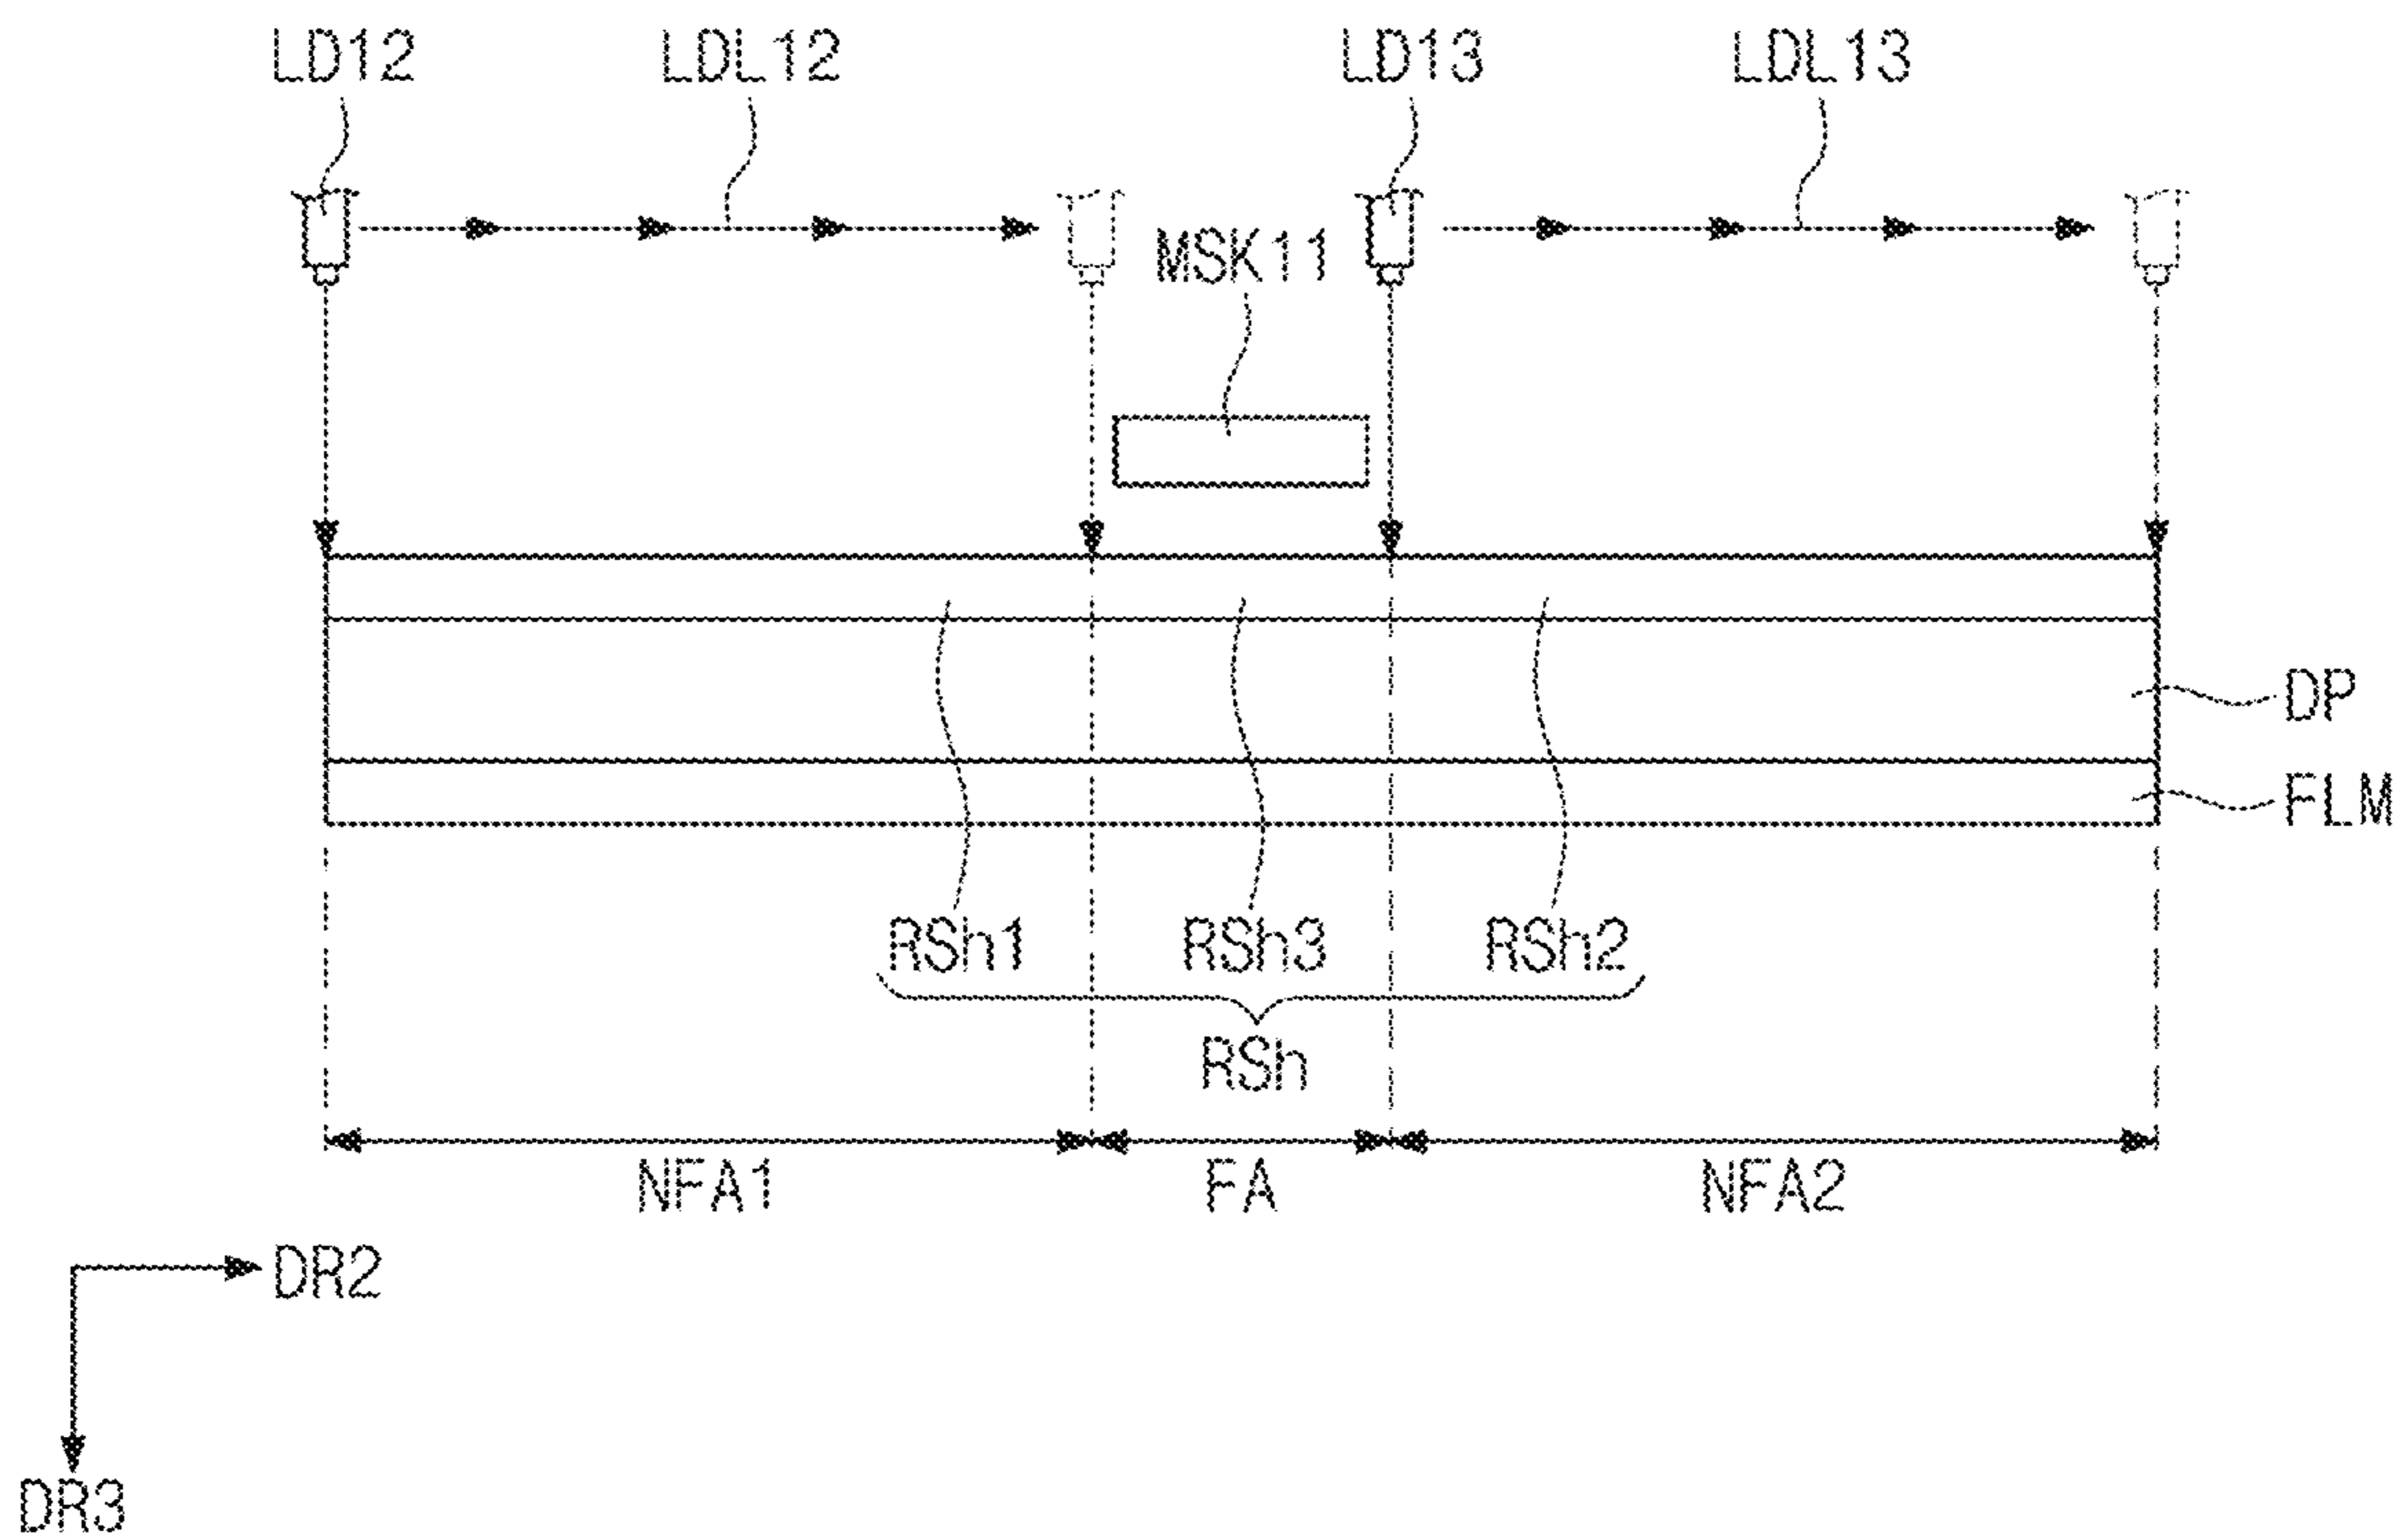 LD12 LDL12 LD13 LDL13
MSK11
DP
FLM
RSh1 RSh3 RSh2
RSh
NFA1 FA NFA2
DR2
DR3